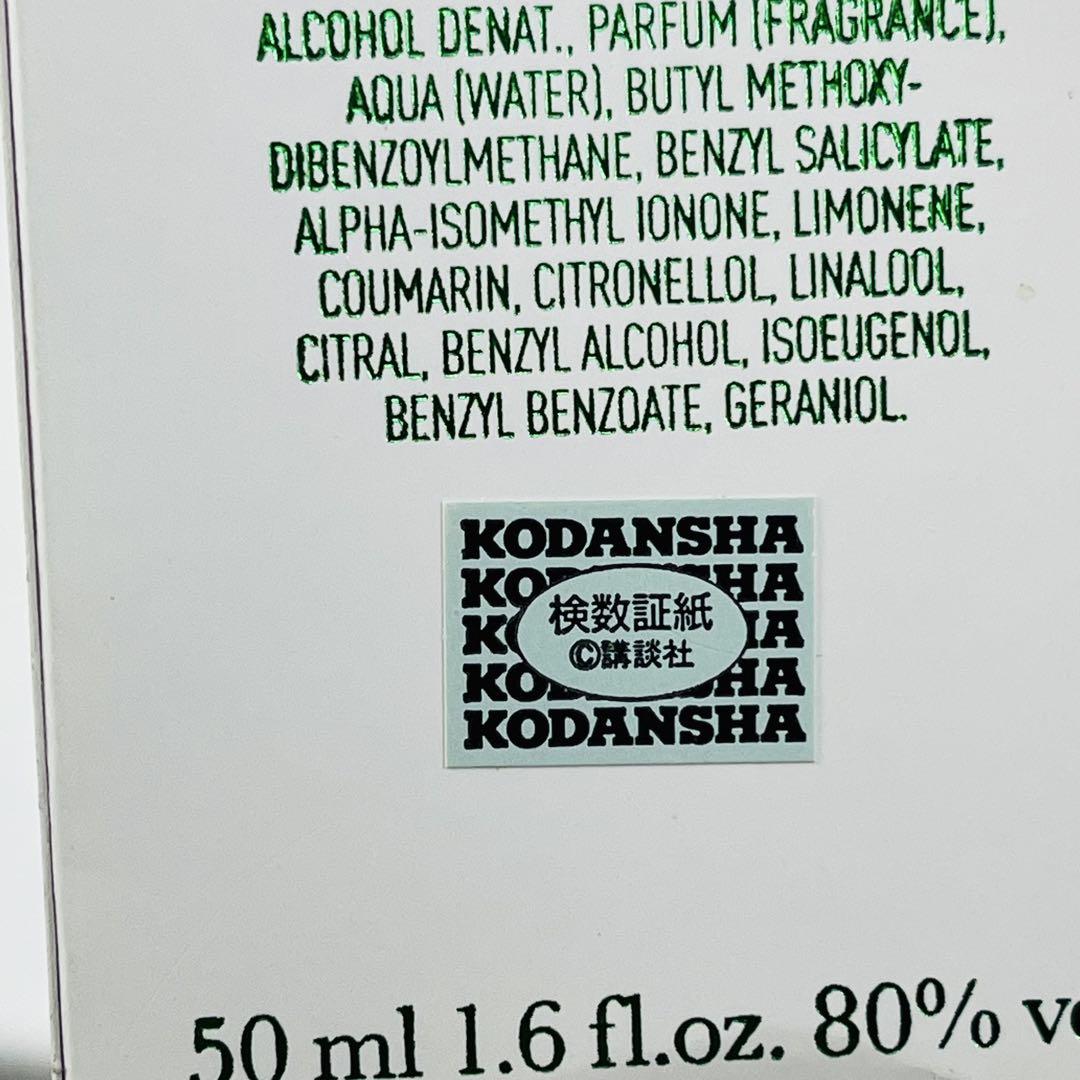 ALCOHOL DENAT., PARFUM (FRAGRANCE),
AQUA (WATER), BUTYL METHOXY-
DIBENZOYLMETHANE, BENZYL SALICYLATE,
ALPHA-ISOMETHYL IONONE, LIMONENE,
COUMARIN, CITRONELLOL, LINALOOL,
CITRAL, BENZYL ALCOHOL, ISOEUGENOL,
BENZYL BENZOATE, GERANIOL.
KODANSHA
検数証紙
©講談社
KODANSHA
50 ml 1.6 fl.oz. 80%